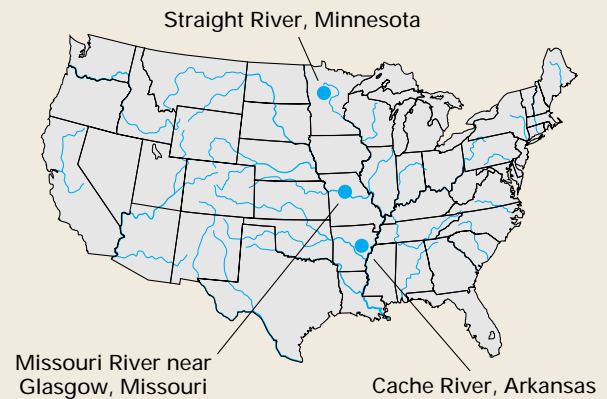 Straight River, Minnesota
Missouri River near
Glasgow, Missouri
Cache River, Arkansas